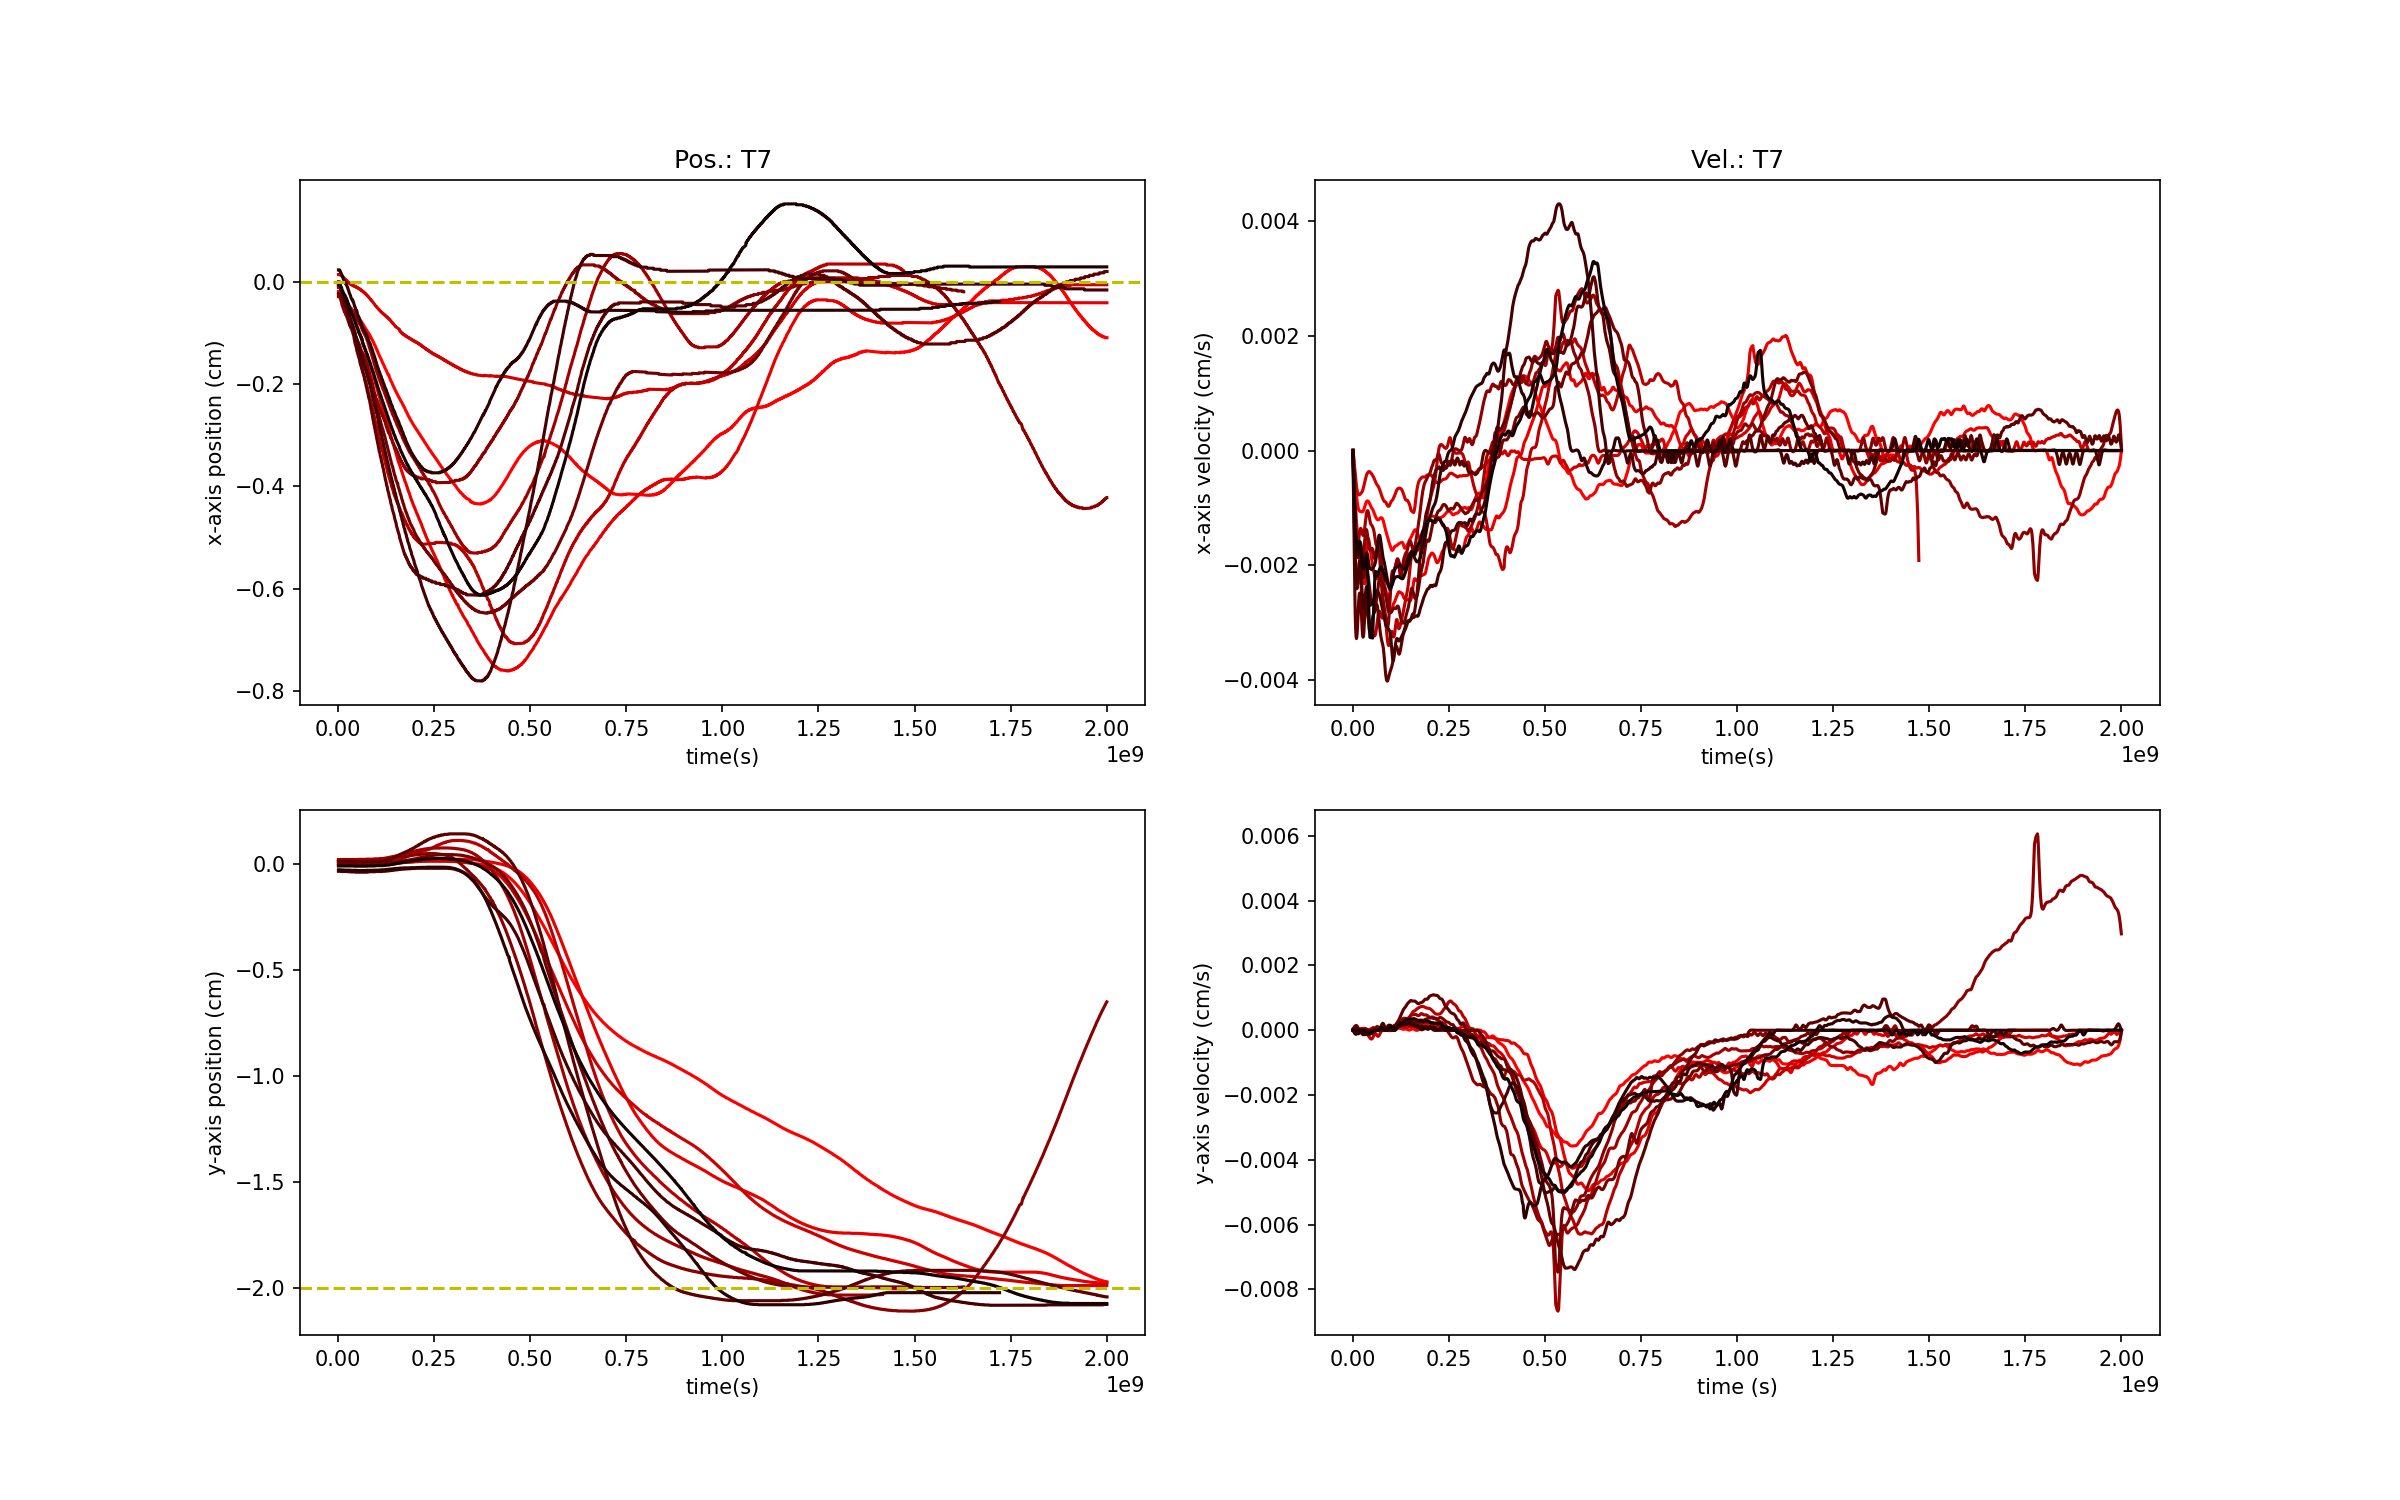 Pos.: T7
x-axis position (cm)
0.0
−0.2
−0.4
−0.6
−0.8
0.00 0.25 0.50 0.75 1.00 1.25 1.50 1.75 2.00
time(s)
1e9
Vel.: T7
x-axis velocity (cm/s)
0.004
0.002
0.000
−0.002
−0.004
0.00 0.25 0.50 0.75 1.00 1.25 1.50 1.75 2.00
time(s)
1e9
y-axis position (cm)
0.0
−0.5
−1.0
−1.5
−2.0
0.00 0.25 0.50 0.75 1.00 1.25 1.50 1.75 2.00
time(s)
1e9
y-axis velocity (cm/s)
0.006
0.004
0.002
0.000
−0.002
−0.004
−0.006
−0.008
0.00 0.25 0.50 0.75 1.00 1.25 1.50 1.75 2.00
time (s)
1e9